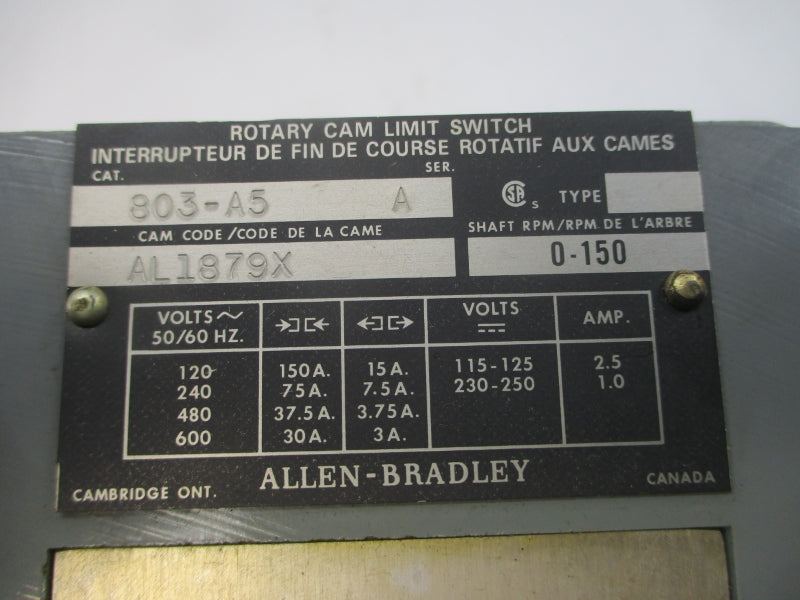 ROTARY CAM LIMIT SWITCH
INTERRUPTEUR DE FIN DE COURSE ROTATIF AUX CAMES
CAT. SER.
803-A5 A
SA S TYPE
CAM CODE/CODE DE LA CAME
SHAFT RPM/RPM DE L'ARBRE
AL1879X
0-150
VOLTS ~ VOLTS AMP.
50/60 HZ.
120 150A. 15A. 115-125 2.5
240 75A. 7.5A. 230-250 1.0
480 37.5A. 3.75A.
600 30A. 3A.
ALLEN-BRADLEY
CAMBRIDGE ONT. CANADA